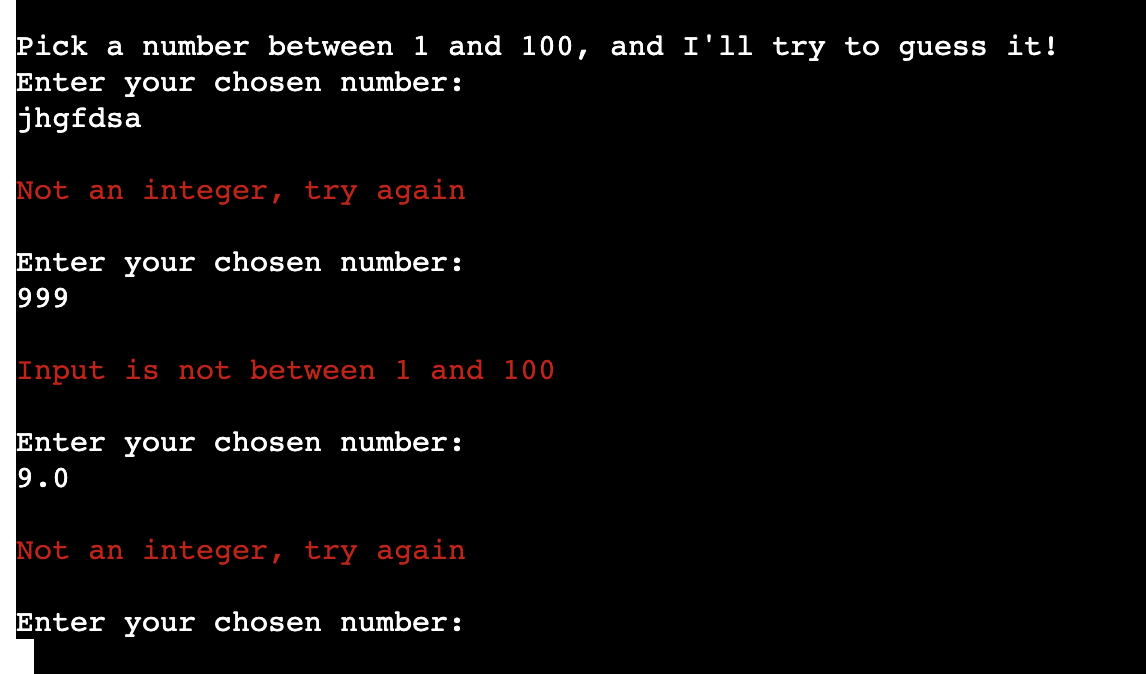 Pick a number between 1 and 100, and I'll try to guess it!
Enter your chosen number:
jhgfdsa
Not an integer, try again
Enter your chosen number:
999
Input is not between 1 and 100
Enter your chosen number:
9.0
Not an integer, try again
Enter your chosen number: